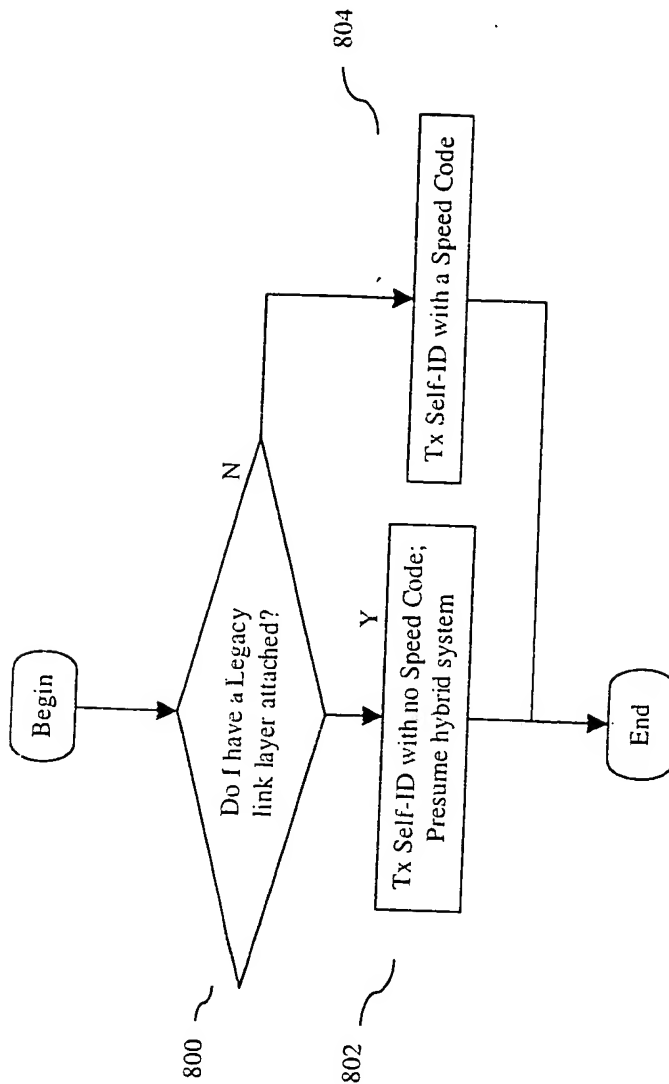 Begin
800
Do I have a Legacy
link layer attached?
N
802
Y
Tx Self-ID with no Speed Code;
Presume hybrid system
Tx Self-ID with a Speed Code
804
End